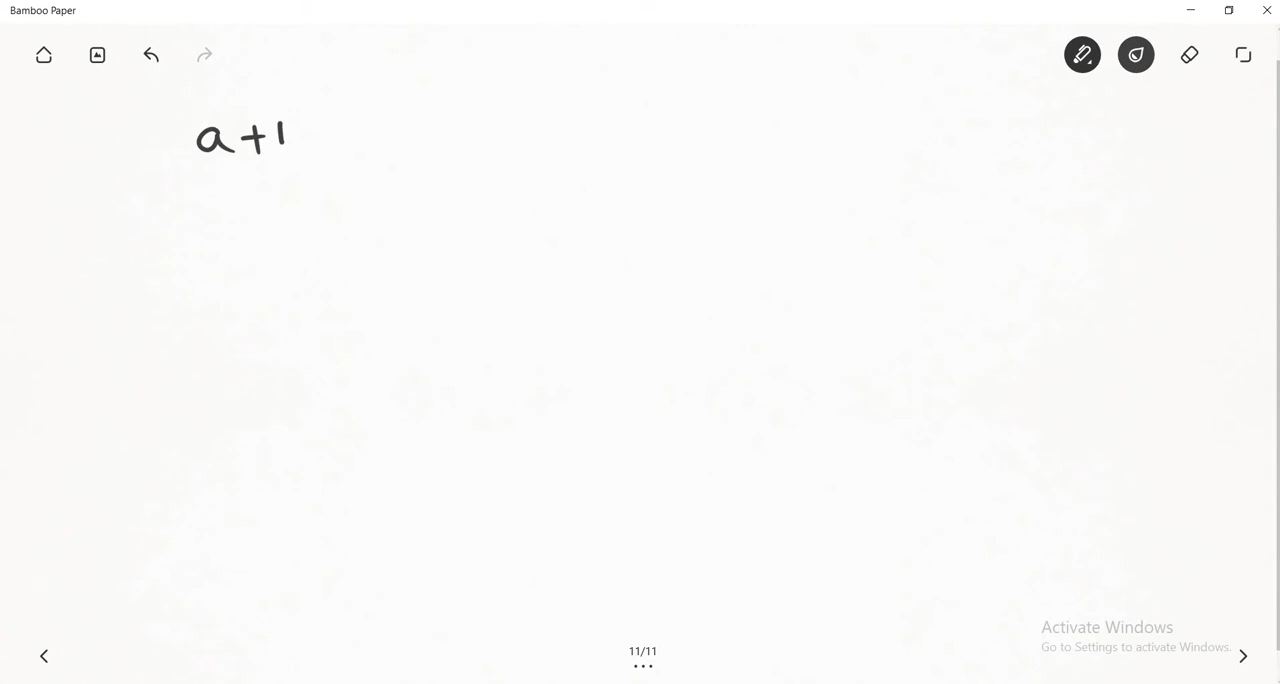 Bamboo Paper
a+1
11/11
Activate Windows
Go to Settings to activate Windows.